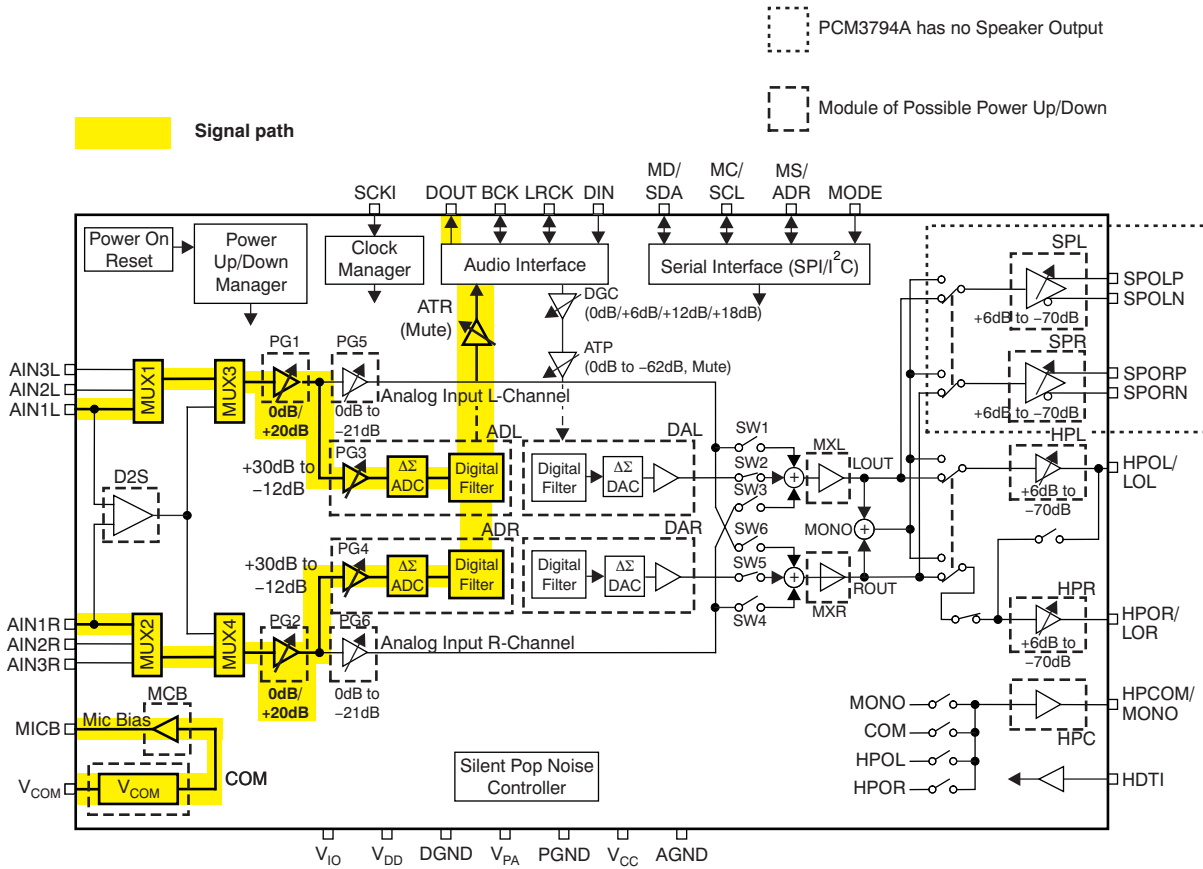 PCM3794A has no Speaker Output
Module of Possible Power Up/Down
Signal path
SCKI
DOUT
BCK
LRCK
DIN
MD/
SDA
MC/
SCL
MS/
ADR
MODE
Power On
Reset
Power
Up/Down
Manager
Clock
Manager
Audio Interface
Serial Interface (SPI/I²C)
ATR
(Mute)
DGC
(0dB/+6dB/+12dB/+18dB)
ATP
(0dB to −62dB, Mute)
SPL
+6dB to −70dB
SPOLP
SPOLN
SPR
+6dB to −70dB
SPORP
SPORN
AIN3L
AIN2L
AIN1L
MUX1
MUX3
PG1
0dB/
+20dB
PG5
0dB to
−21dB
Analog Input L-Channel
ADL
+30dB to
−12dB
PG3
ΔΣ
ADC
Digital
Filter
DAL
Digital
Filter
ΔΣ
DAC
SW1
SW2
SW3
SW6
SW5
SW4
MXL
LOUT
MONO
MXR
ROUT
HPL
+6dB to
−70dB
HPOL/
LOL
D2S
ADR
+30dB to
−12dB
PG4
ΔΣ
ADC
Digital
Filter
DAR
Digital
Filter
ΔΣ
DAC
AIN1R
AIN2R
AIN3R
MUX2
MUX4
PG2
0dB/
+20dB
PG6
0dB to
−21dB
Analog Input R-Channel
HPR
+6dB to
−70dB
HPOR/
LOR
MICB
Mic Bias
MCB
VCOM
VCOM
COM
Silent Pop Noise
Controller
MONO
COM
HPOL
HPOR
HPC
HPCOM/
MONO
HDTI
VIO
VDD
DGND
VPA
PGND
VCC
AGND